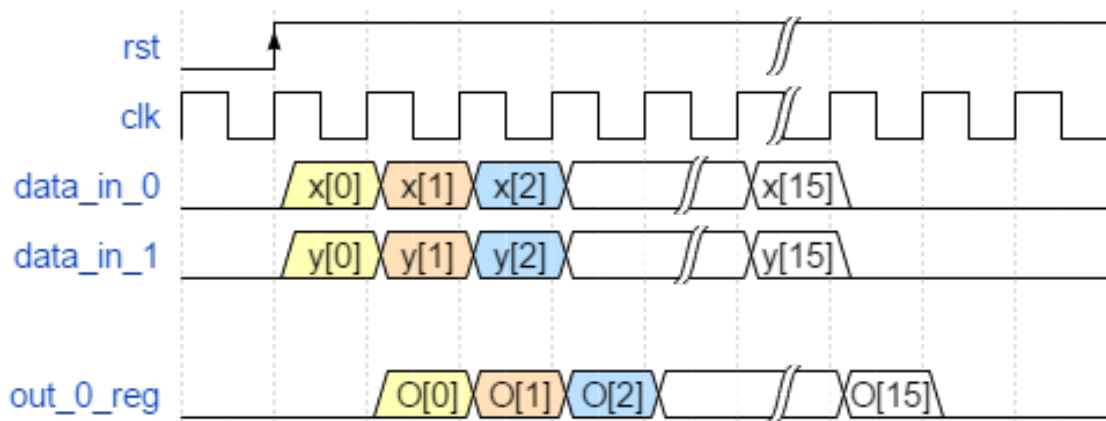 rst
clk
data_in_0 x[0] x[1] x[2] x[15]
data_in_1 y[0] y[1] y[2] y[15]
out_0_reg O[0] O[1] O[2] O[15]